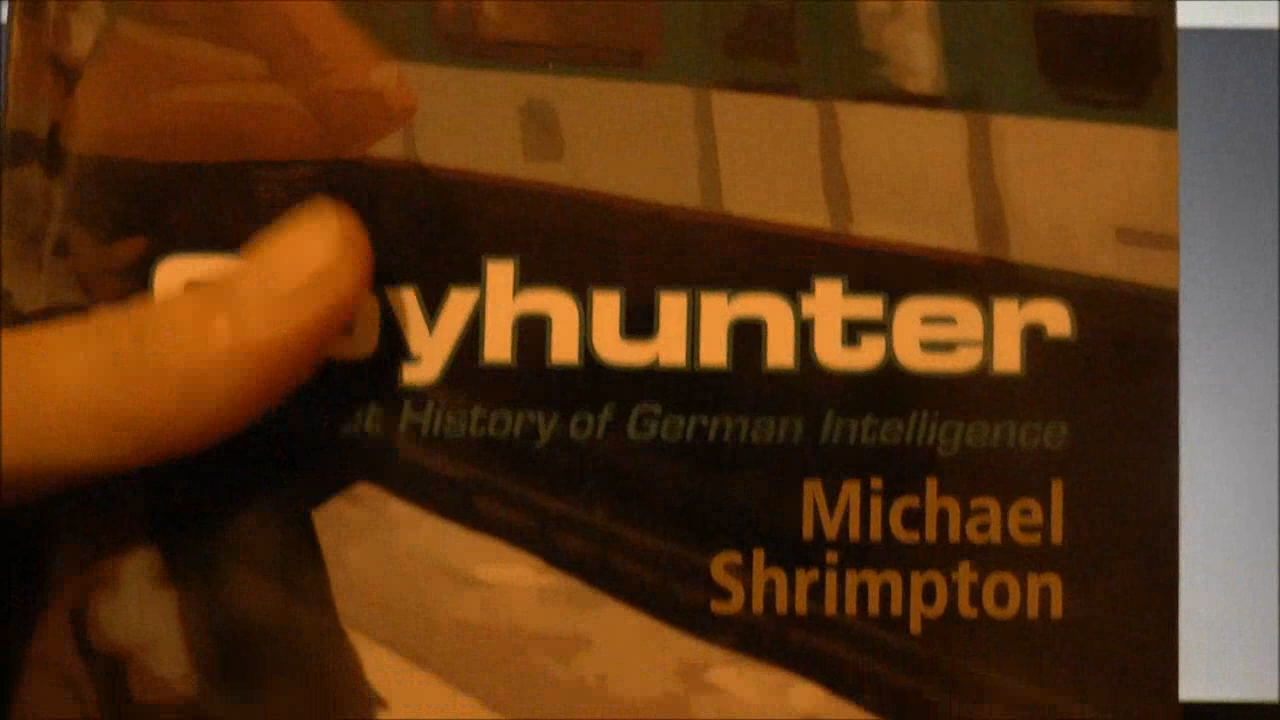 yhunter
History of German Intelligence
Michael
Shrimpton